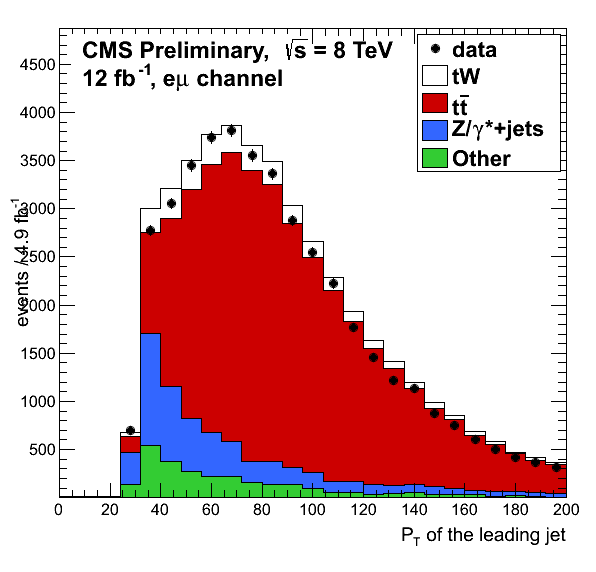 CMS Preliminary, √s = 8 TeV
12 fb⁻¹, eμ channel
data
tW
tt̄
Z/γ*+jets
Other
events / 4.9 fb⁻¹
4500
4000
3500
3000
2500
2000
1500
1000
500
0 20 40 60 80 100 120 140 160 180 200
P_T of the leading jet